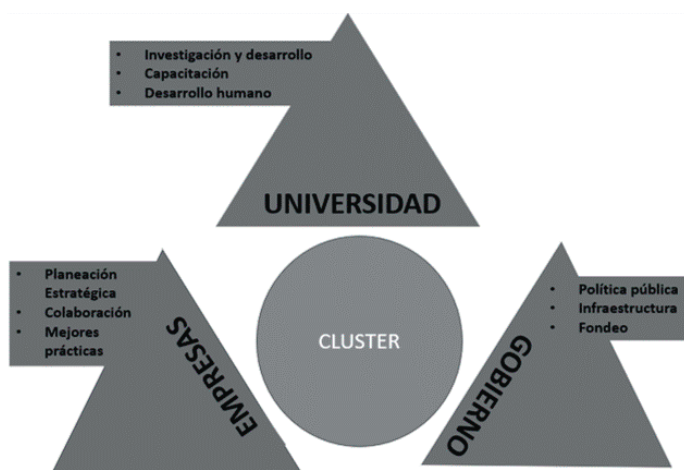 • Investigación y desarrollo
• Capacitación
• Desarrollo humano
UNIVERSIDAD
• Planeación
Estratégica
• Colaboración
• Mejores
prácticas
EMPRESAS
CLUSTER
• Política pública
• Infraestructura
• Fondeo
GOBIERNO